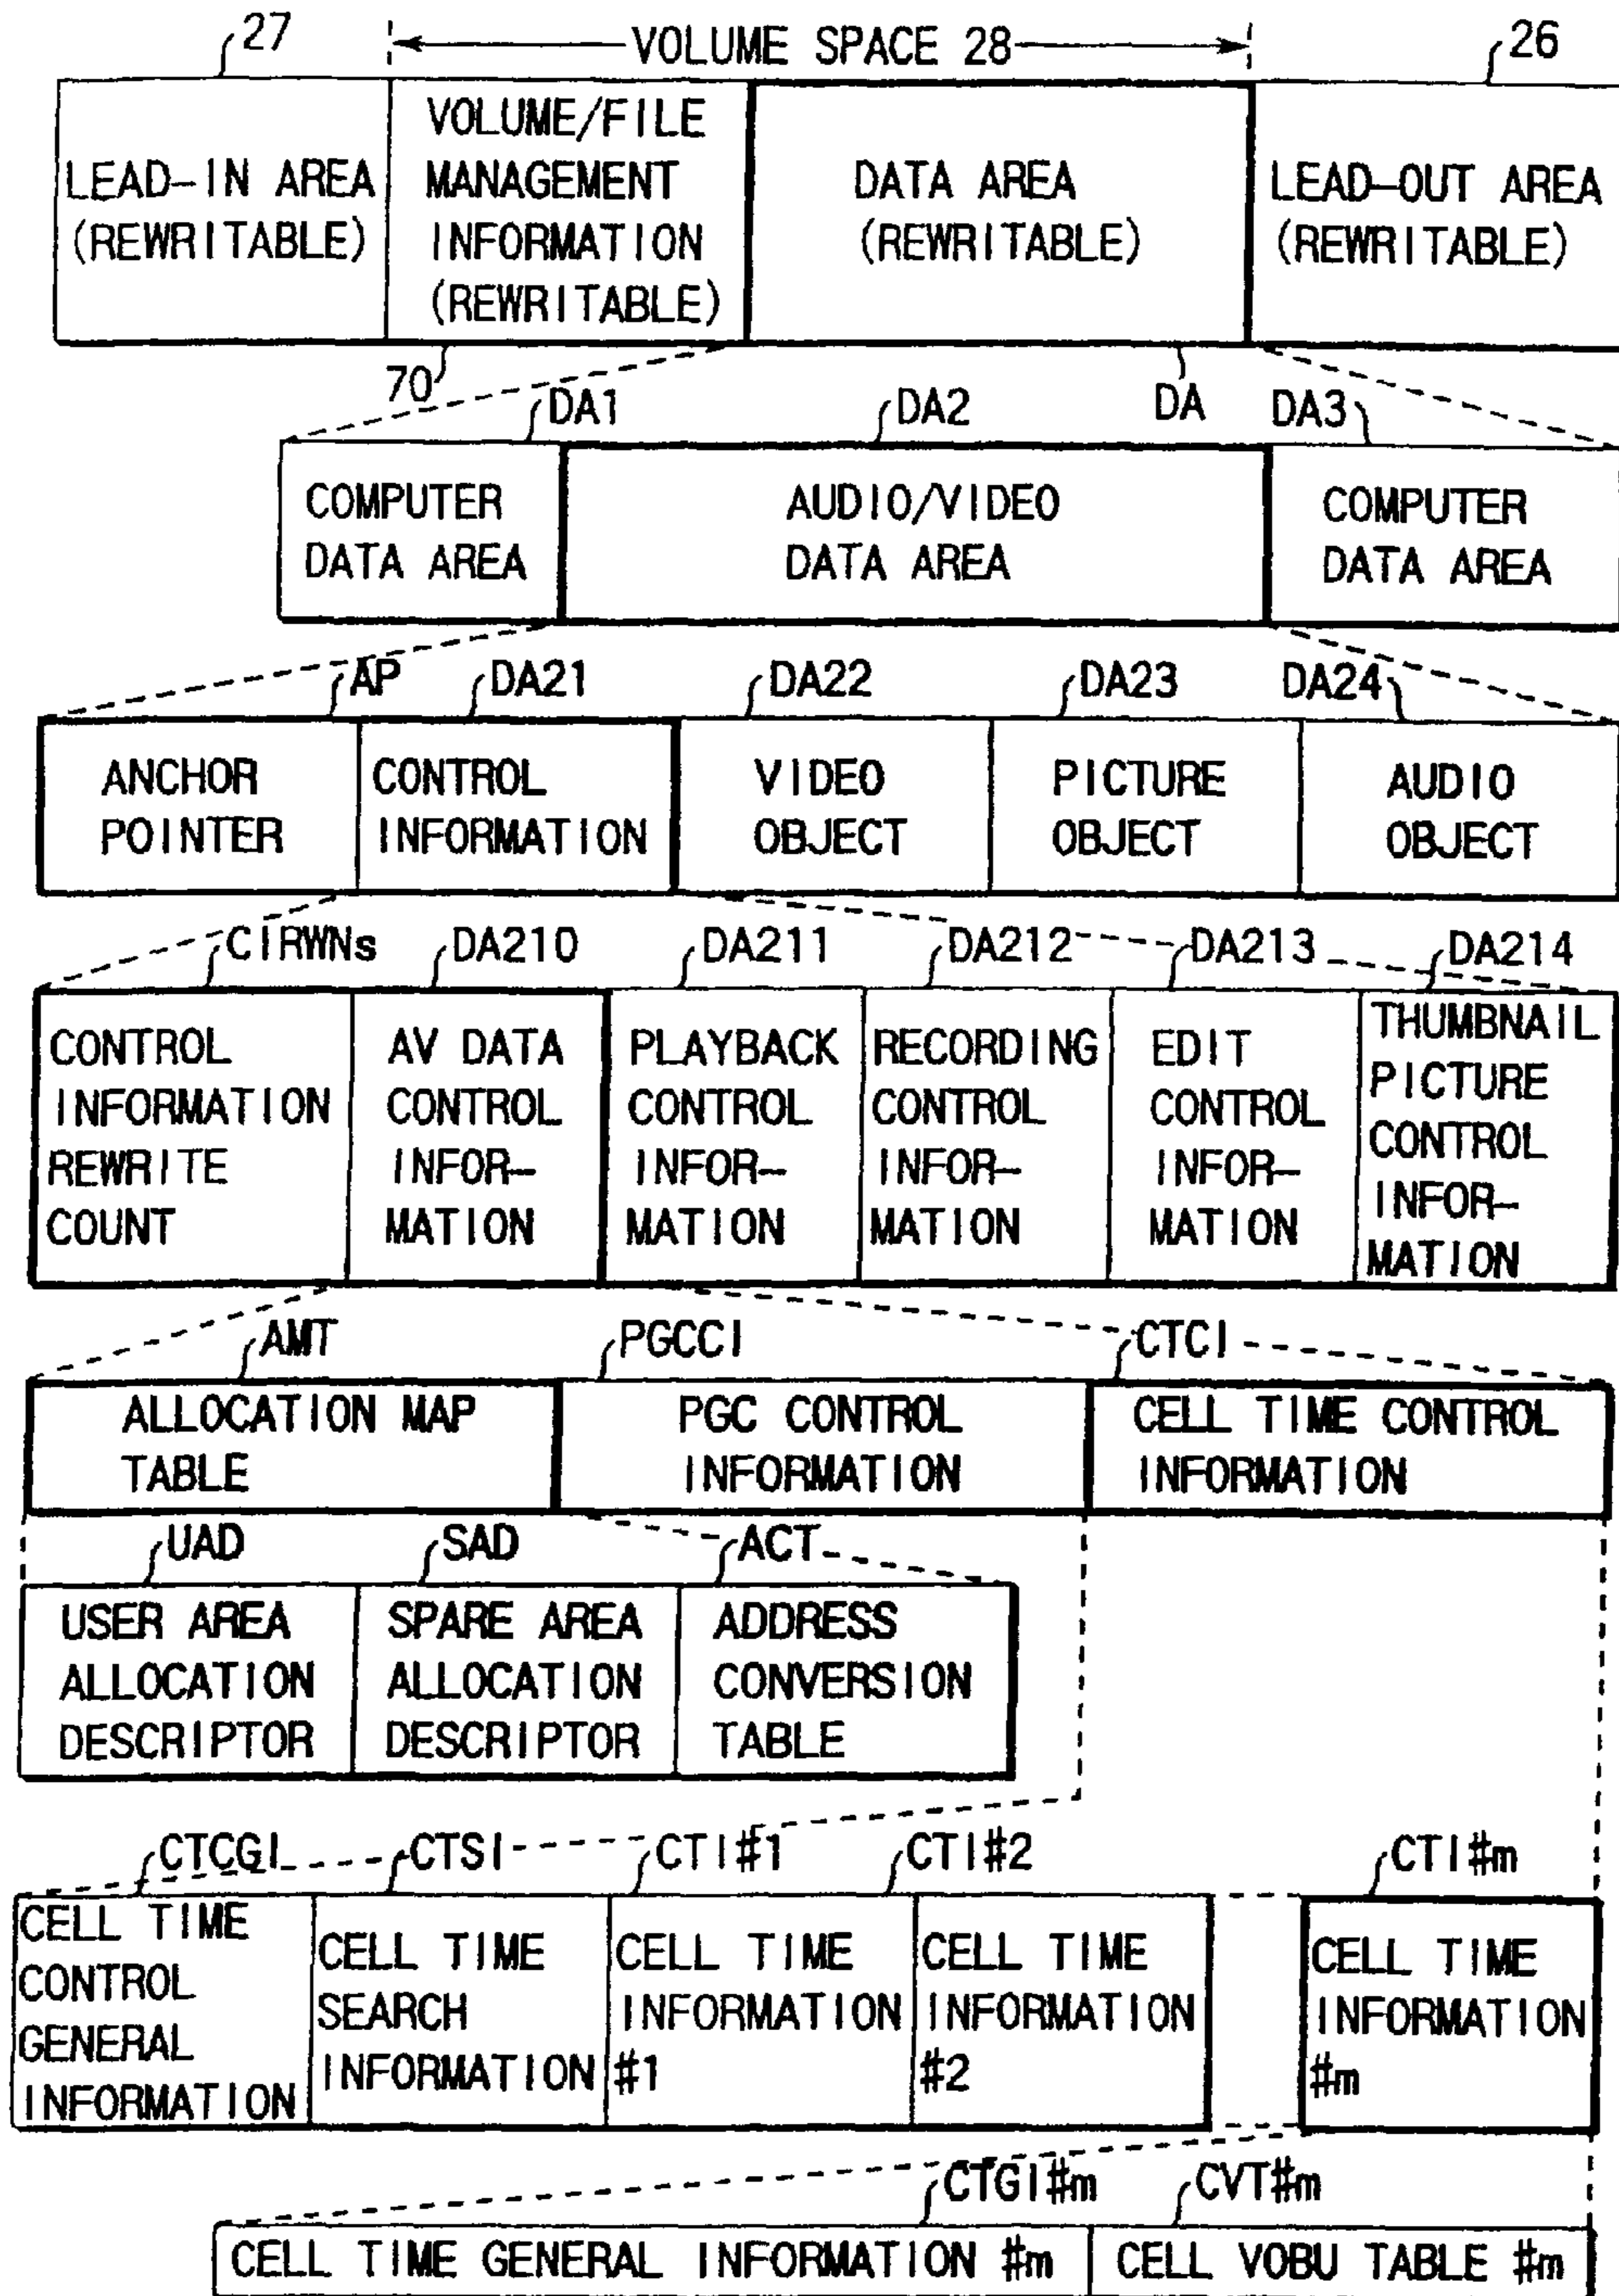 27
VOLUME SPACE 28
26
LEAD-IN AREA
(REWRITABLE)
VOLUME/FILE
MANAGEMENT
INFORMATION
(REWRITABLE)
DATA AREA
(REWRITABLE)
LEAD-OUT AREA
(REWRITABLE)
70
DA1
DA2
DA
DA3
COMPUTER
DATA AREA
AUDIO/VIDEO
DATA AREA
COMPUTER
DATA AREA
AP
DA21
DA22
DA23
DA24
ANCHOR
POINTER
CONTROL
INFORMATION
VIDEO
OBJECT
PICTURE
OBJECT
AUDIO
OBJECT
CIRWNs
DA210
DA211
DA212
DA213
DA214
CONTROL
INFORMATION
REWRITE
COUNT
AV DATA
CONTROL
INFOR-
MATION
PLAYBACK
CONTROL
INFOR-
MATION
RECORDING
CONTROL
INFOR-
MATION
EDIT
CONTROL
INFOR-
MATION
THUMBNAIL
PICTURE
CONTROL
INFOR-
MATION
AMT
PGCCI
CTCI
ALLOCATION MAP
TABLE
PGC CONTROL
INFORMATION
CELL TIME CONTROL
INFORMATION
UAD
SAD
ACT
USER AREA
ALLOCATION
DESCRIPTOR
SPARE AREA
ALLOCATION
DESCRIPTOR
ADDRESS
CONVERSION
TABLE
CTCGI
CTSI
CTI#1
CTI#2
CTI#m
CELL TIME
CONTROL
GENERAL
INFORMATION
CELL TIME
SEARCH
INFORMATION
CELL TIME
INFORMATION
#1
CELL TIME
INFORMATION
#2
CELL TIME
INFORMATION
#m
CTGI#m
CVT#m
CELL TIME GENERAL INFORMATION #m
CELL VOBU TABLE #m